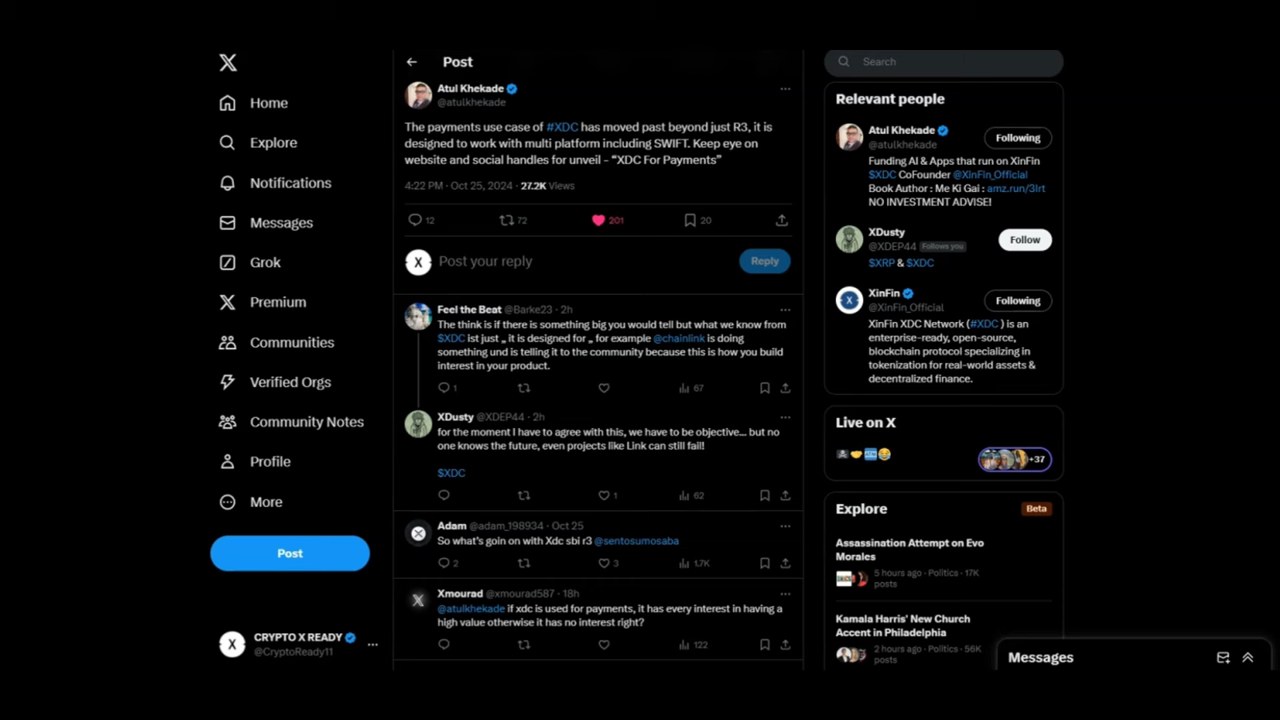 Home
Explore
Notifications
Messages
Grok
Premium
Communities
Verified Orgs
Community Notes
Profile
More
Post
CRYPTO X READY
@CryptoReady11
Post
Atul Khekade
@atulkhekade
The payments use case of #XDC has moved past beyond just R3, it is
designed to work with multi platform including SWIFT. Keep eye on
website and social handles for unveil - “XDC For Payments”
4:22 PM · Oct 25, 2024 · 27.2K Views
12 72 201 20
Post your reply
Reply
Feel the Beat @Barke23 · 2h
The think is if there is something big you would tell but what we know from
$XDC ist just „ it is designed for „ for example @chainlink is doing
something und is telling it to the community because this is how you build
interest in your product.
1 67
XDusty @XDEP44 · 2h
for the moment I have to agree with this, we have to be objective... but no
one knows the future, even projects like Link can still fail!
$XDC
1 62
Adam @adam_198934 · Oct 25
So what's goin on with Xdc sbi r3 @sentosumosaba
2 3 1.7K
Xmourad @xmourad587 · 18h
@atulkhekade if xdc is used for payments, it has every interest in having a
high value otherwise it has no interest right?
122
Search
Relevant people
Atul Khekade
@atulkhekade
Following
Funding AI & Apps that run on XinFin
$XDC CoFounder @XinFin_Official
Book Author : Me Ki Gai : amz.run/3Irt
NO INVESTMENT ADVISE!
XDusty
@XDEP44 Follows you
Follow
$XRP & $XDC
XinFin
@XinFin_Official
Following
XinFin XDC Network (#XDC ) is an
enterprise-ready, open-source,
blockchain protocol specializing in
tokenization for real-world assets &
decentralized finance.
Live on X
+37
Explore
Beta
Assassination Attempt on Evo
Morales
5 hours ago · Politics · 17K
posts
Kamala Harris' New Church
Accent in Philadelphia
2 hours ago · Politics · 56K
posts
Messages